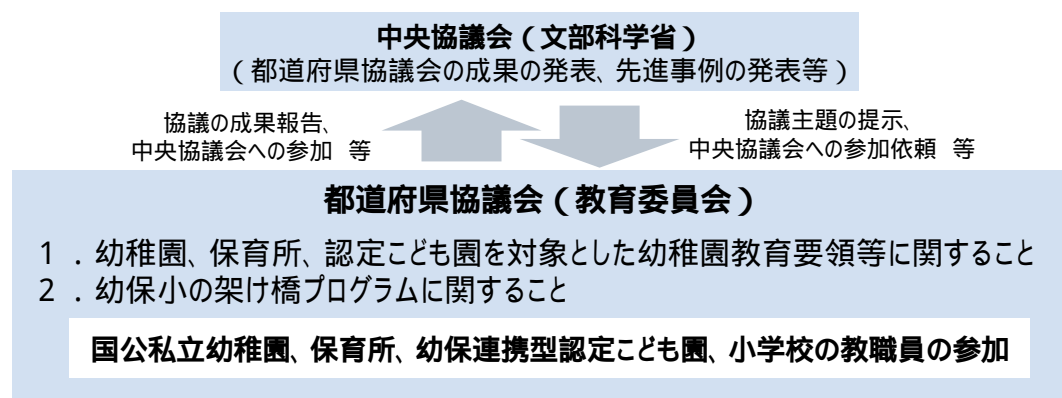 中央協議会(文部科学省)
(都道府県協議会の成果の発表、先進事例の発表等)
協議の成果報告、
中央協議会への参加 等
協議主題の提示、
中央協議会への参加依頼 等
都道府県協議会(教育委員会)
1.幼稚園、保育所、認定こども園を対象とした幼稚園教育要領等に関すること
2.幼保小の架け橋プログラムに関すること
国公私立幼稚園、保育所、幼保連携型認定こども園、小学校の教職員の参加